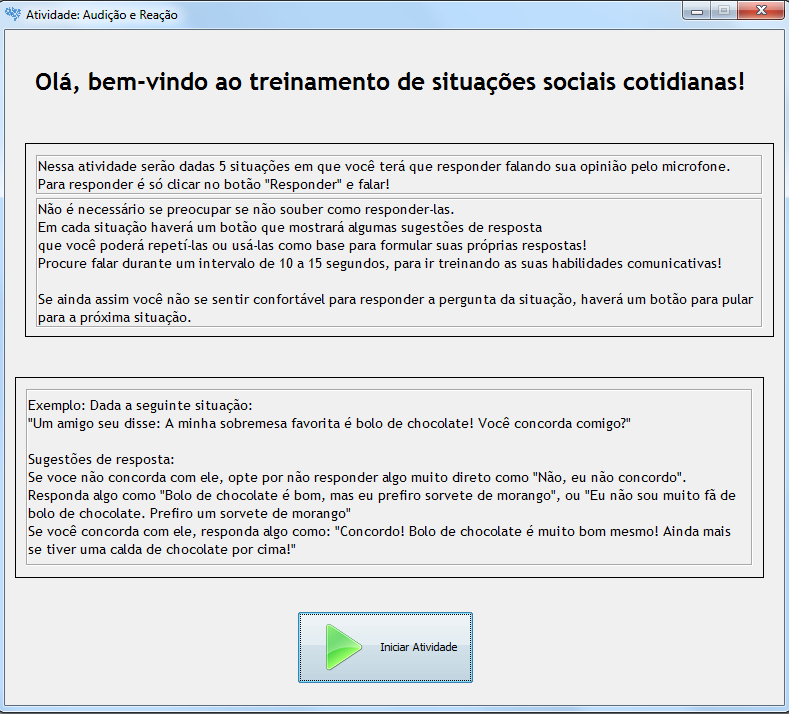 Atividade: Audição e Reação
Olá, bem-vindo ao treinamento de situações sociais cotidianas!
Nessa atividade serão dadas 5 situações em que você terá que responder falando sua opinião pelo microfone.
Para responder é só clicar no botão "Responder" e falar!
Não é necessário se preocupar se não souber como responder-las.
Em cada situação haverá um botão que mostrará algumas sugestões de resposta
que você poderá repetí-las ou usá-las como base para formular suas próprias respostas!
Procure falar durante um intervalo de 10 a 15 segundos, para ir treinando as suas habilidades comunicativas!
Se ainda assim você não se sentir confortável para responder a pergunta da situação, haverá um botão para pular
para a próxima situação.
Exemplo: Dada a seguinte situação:
"Um amigo seu disse: A minha sobremesa favorita é bolo de chocolate! Você concorda comigo?"
Sugestões de resposta:
Se voce não concorda com ele, opte por não responder algo muito direto como "Não, eu não concordo".
Responda algo como "Bolo de chocolate é bom, mas eu prefiro sorvete de morango", ou "Eu não sou muito fã de
bolo de chocolate. Prefiro um sorvete de morango"
Se você concorda com ele, responda algo como: "Concordo! Bolo de chocolate é muito bom mesmo! Ainda mais
se tiver uma calda de chocolate por cima!"
Iniciar Atividade